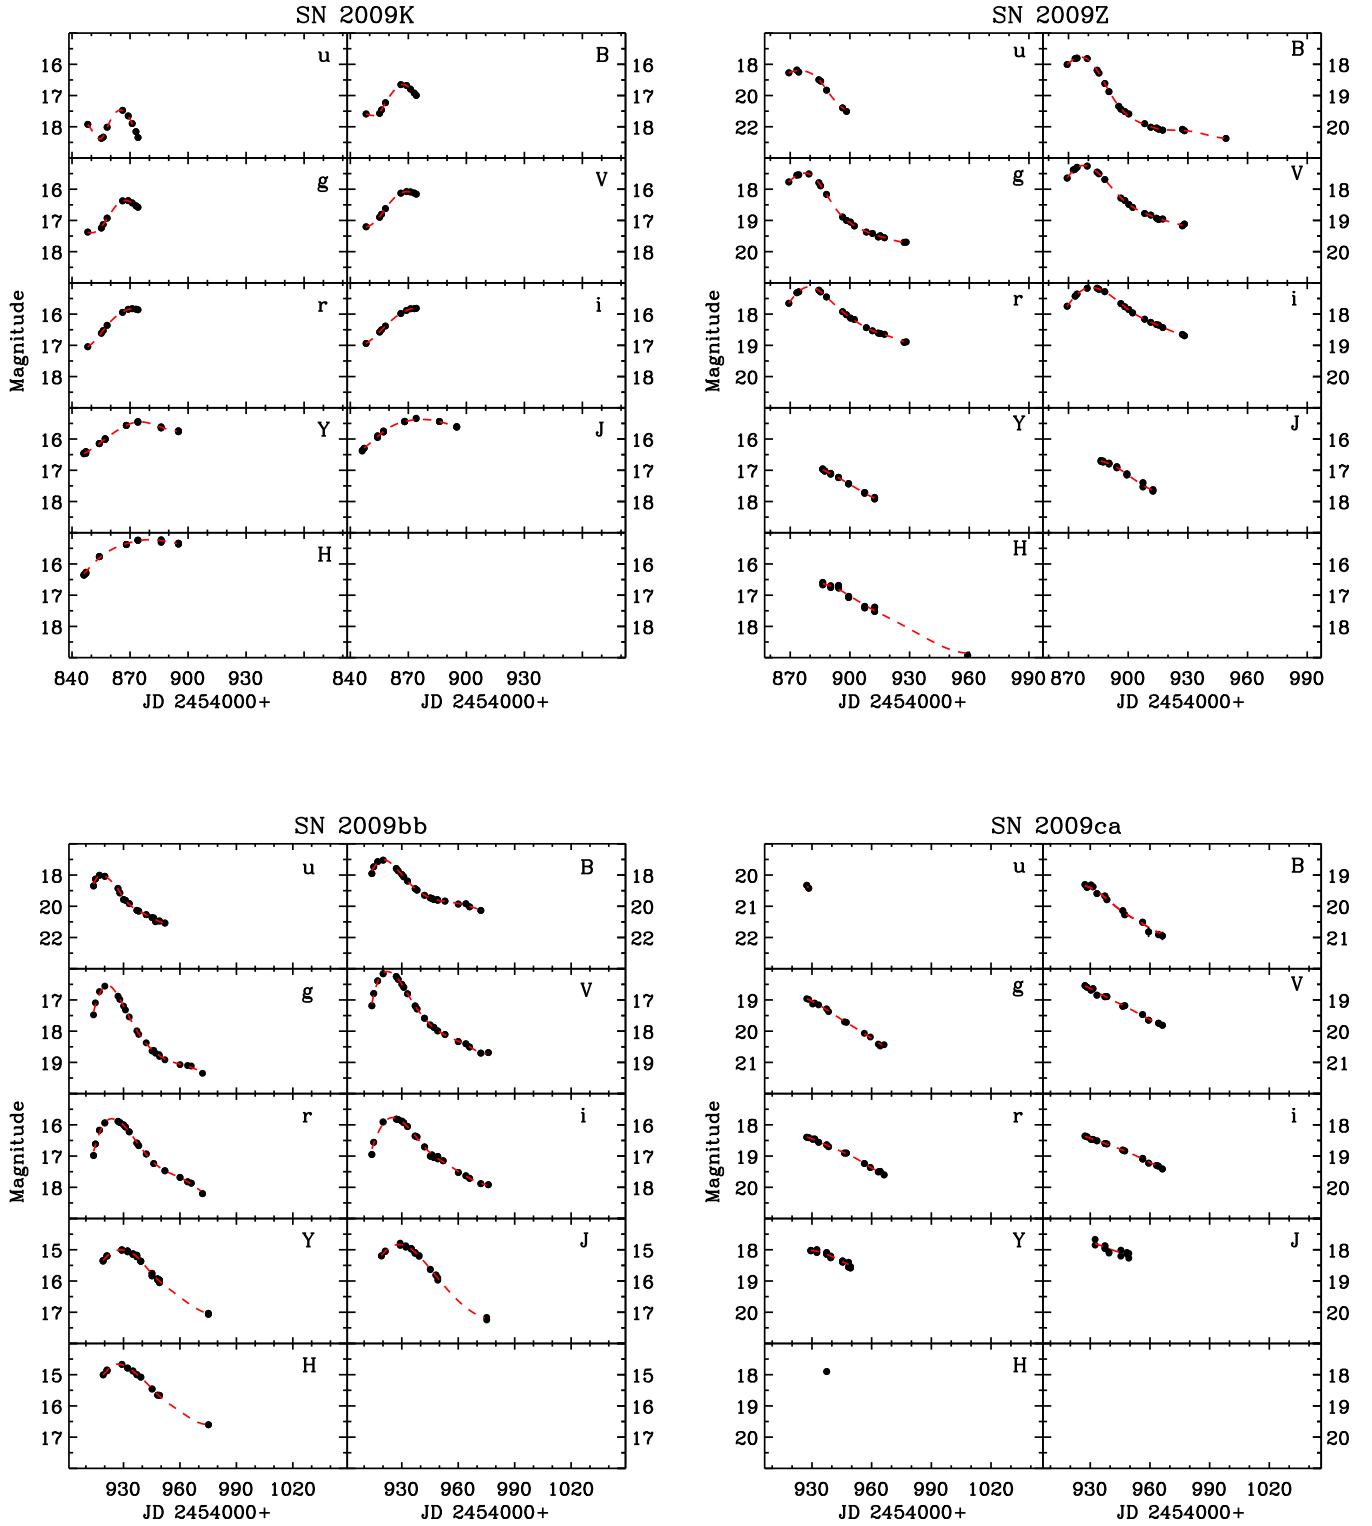 SN 2009K
SN 2009Z
16 u B 16
17 17
18 18
18 u B 18
20
22 20
16 g V 16
17 17
18 18
18 g V 18
19 19
20 20
Magnitude
16 r i 16
17 17
18 18
Magnitude
18 r i 18
19 19
20 20
16 Y J 16
17 17
18 18
16 Y J 16
17 17
18 18
16 H 16
17 17
18 18
16 H 16
17 17
18 18
840 870 900 930 840 870 900 930
JD 2454000+ JD 2454000+
870 900 930 960 990 870 900 930 960 990
JD 2454000+ JD 2454000+
SN 2009bb
SN 2009ca
18 u B 18
20 20
22 22
20 u B 19
21 20
22 21
17 g V 17
18 18
19 19
19 g V 19
20 20
21 21
Magnitude
16 r i 16
17 17
18 18
Magnitude
18 r i 18
19 19
20 20
15 Y J 15
16 16
17 17
18 Y J 18
19 19
20 20
15 H 15
16 16
17 17
18 H 18
19 19
20 20
930 960 990 1020 930 960 990 1020
JD 2454000+ JD 2454000+
930 960 990 1020 930 960 990 1020
JD 2454000+ JD 2454000+